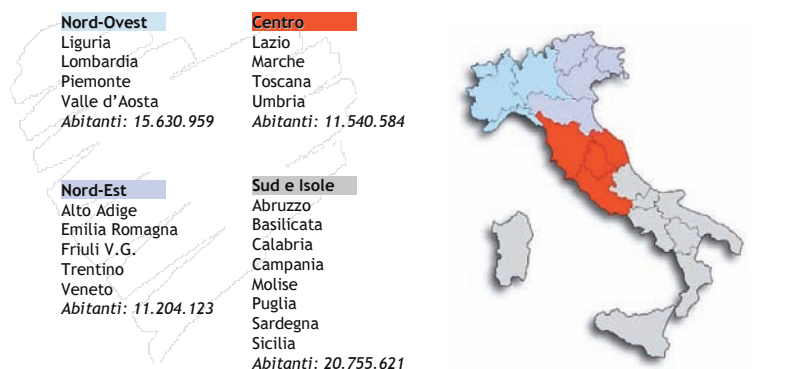 Nord-Ovest
Liguria
Lombardia
Piemonte
Valle d'Aosta
Abitanti: 15.630.959
Centro
Lazio
Marche
Toscana
Umbria
Abitanti: 11.540.584
Nord-Est
Alto Adige
Emilia Romagna
Friuli V.G.
Trentino
Veneto
Abitanti: 11.204.123
Sud e Isole
Abruzzo
Basilicata
Calabria
Campania
Molise
Puglia
Sardegna
Sicilia
Abitanti: 20.755.621